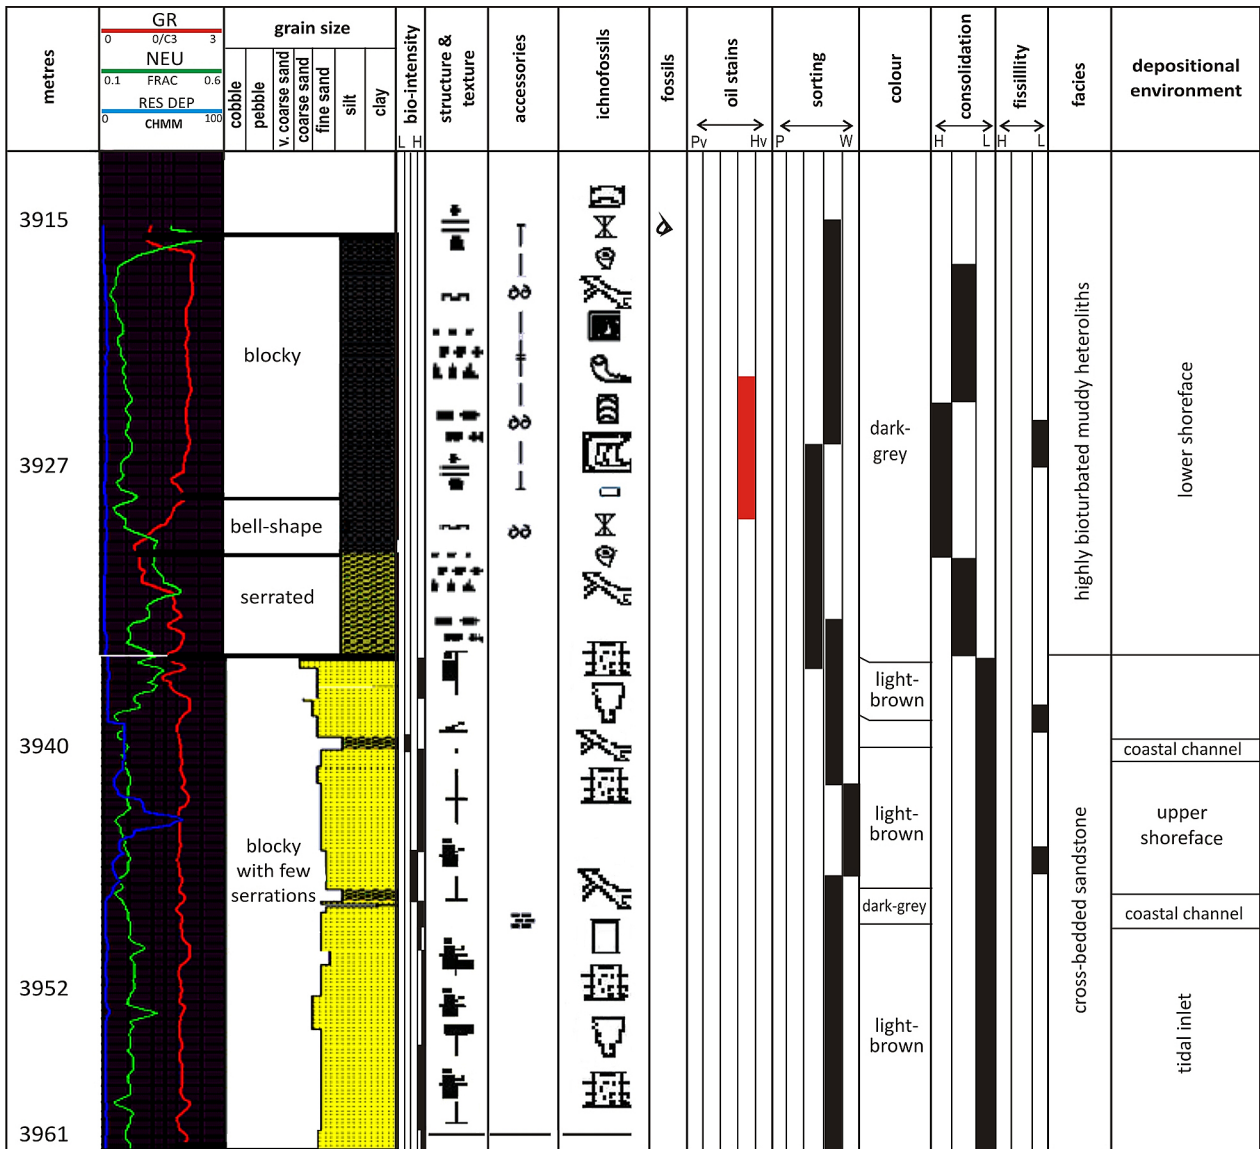 metres
GR
0 0/C3 3
NEU
0.1 FRAC 0.6
RES DEP
0 CHMM 100
grain size
cobble
pebble
v. coarse sand
coarse sand
fine sand
silt
clay
bio-intensity
L H
structure &
texture
accessories
ichnofossils
fossils
oil stains
Pv Hv
sorting
P W
colour
consolidation
H L
fissillity
H L
facies
depositional
environment
3915
3927
3940
3952
3961
blocky
bell-shape
serrated
blocky
with few
serrations
dark-
grey
light-
brown
light-
brown
dark-grey
light-
brown
highly bioturbated muddy heteroliths
cross-bedded sandstone
lower shoreface
coastal channel
upper
shoreface
coastal channel
tidal inlet